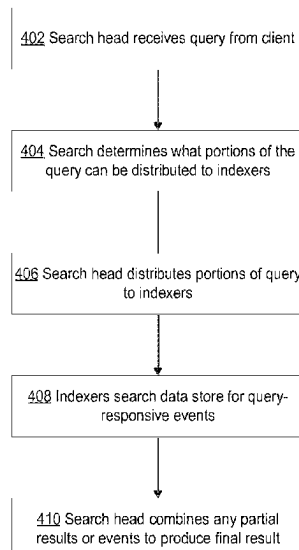 402 Search head receives query from client
404 Search determines what portions of the
query can be distributed to indexers
406 Search head distributes portions of query
to indexers
408 Indexers search data store for query-
responsive events
410 Search head combines any partial
results or events to produce final result